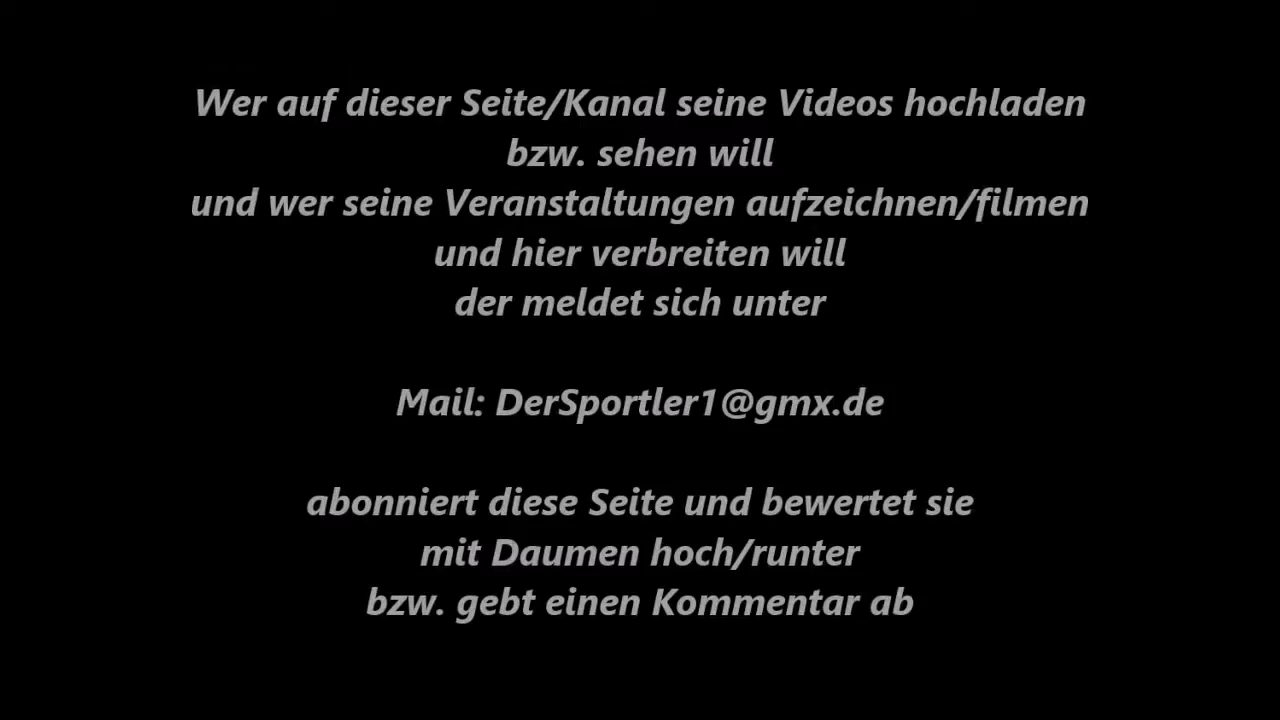 Wer auf dieser Seite/Kanal seine Videos hochladen
bzw. sehen will
und wer seine Veranstaltungen aufzeichnen/filmen
und hier verbreiten will
der meldet sich unter
Mail: DerSportler1@gmx.de
abonniert diese Seite und bewertet sie
mit Daumen hoch/runter
bzw. gebt einen Kommentar ab